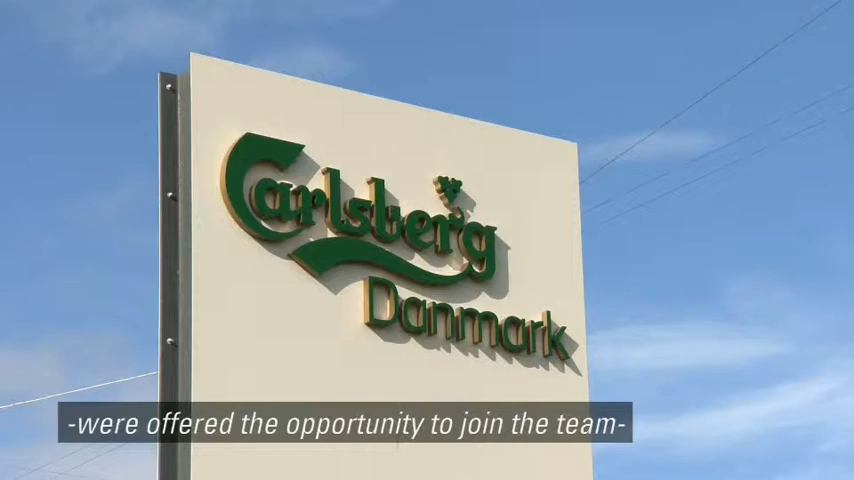 Carlsberg
Danmark
-were offered the opportunity to join the team-